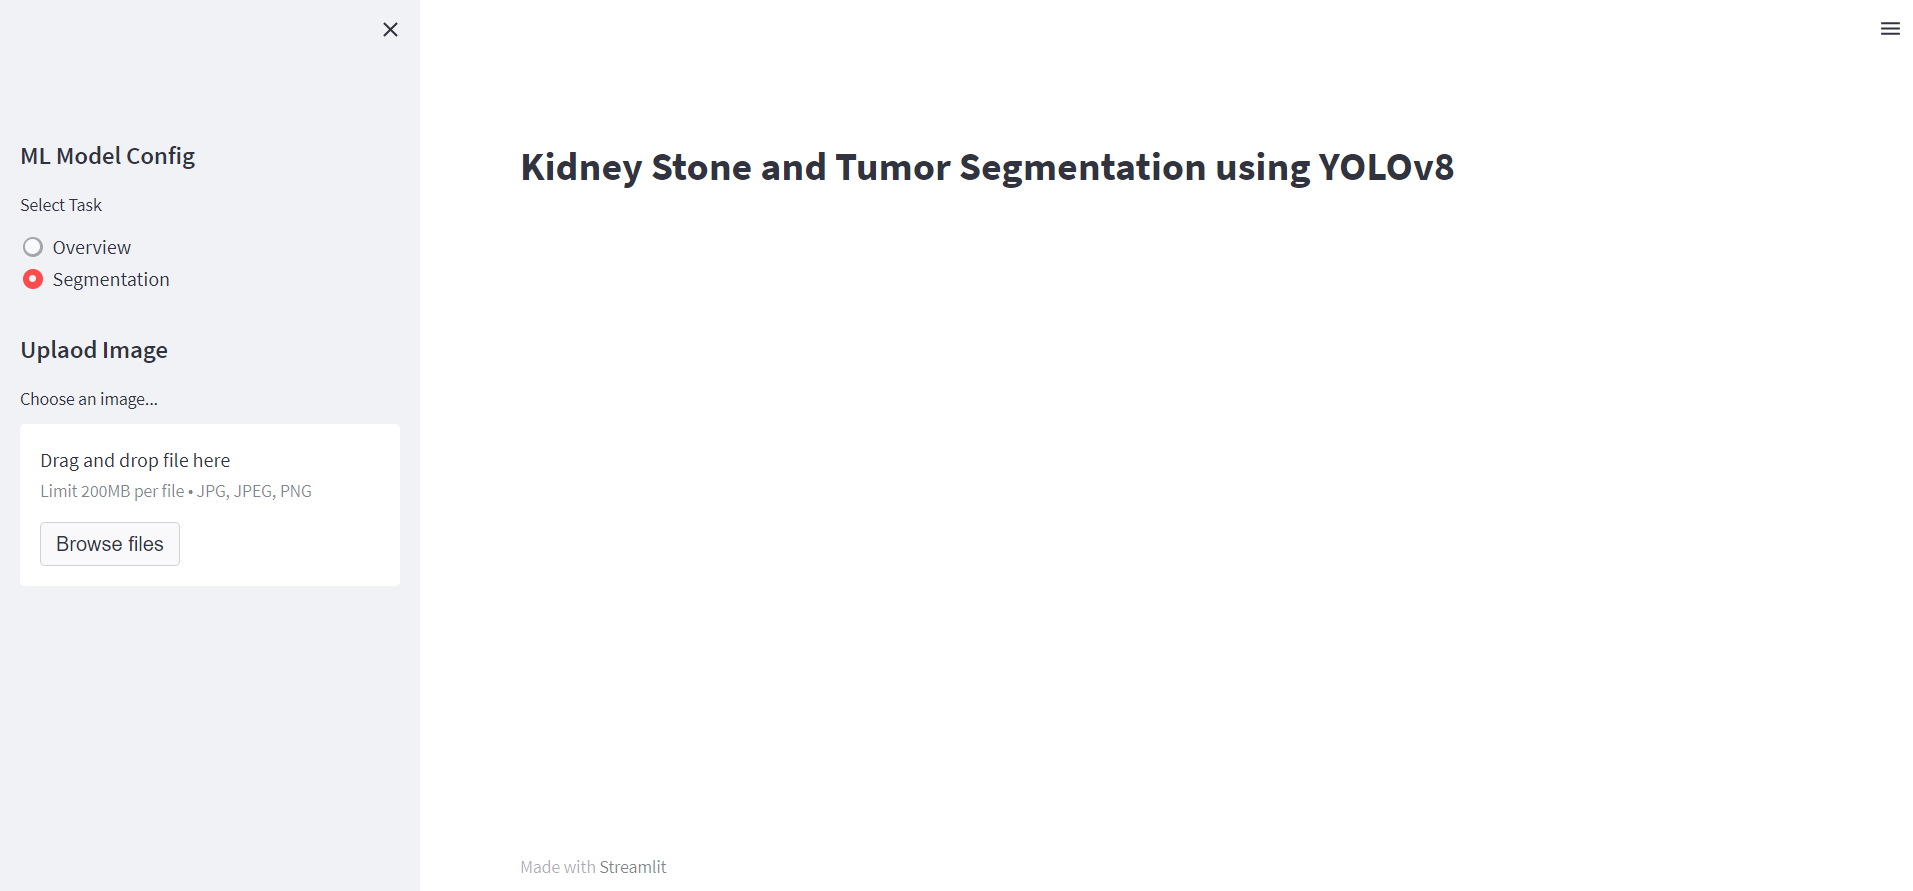 ML Model Config
Select Task
Overview
Segmentation
Uplaod Image
Choose an image...
Drag and drop file here
Limit 200MB per file • JPG, JPEG, PNG
Browse files
Kidney Stone and Tumor Segmentation using YOLOv8
Made with Streamlit